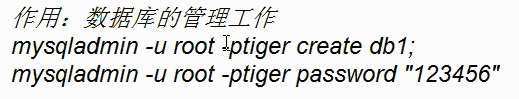 作用：数据库的管理工作
mysqladmin -u root -ptiger create db1;
mysqladmin -u root -ptiger password "123456"